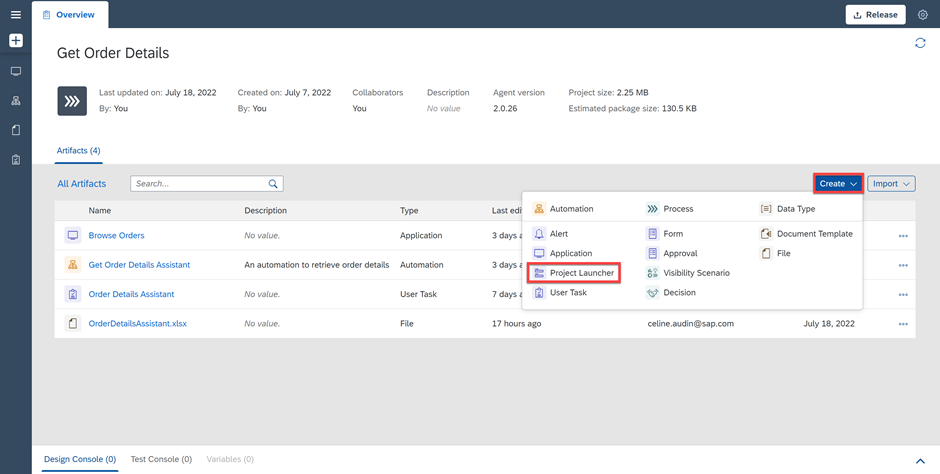 Overview
Release
Get Order Details
Last updated on: July 18, 2022 Created on: July 7, 2022 Collaborators Description Agent version Project size: 2.25 MB
By: You By: You You No value 2.0.26 Estimated package size: 130.5 KB
Artifacts (4)
All Artifacts Search... Create Import
Name Description Type Last edi
Automation Process Data Type
Browse Orders No value. Application 3 days a
Alert Form Document Template
Application Approval File
Get Order Details Assistant An automation to retrieve order details Automation 3 days a
Project Launcher Visibility Scenario
Order Details Assistant No value. User Task 7 days a
User Task Decision
OrderDetailsAssistant.xlsx No value. File 17 hours ago celine.audin@sap.com July 18, 2022
Design Console (0) Test Console (0) Variables (0)